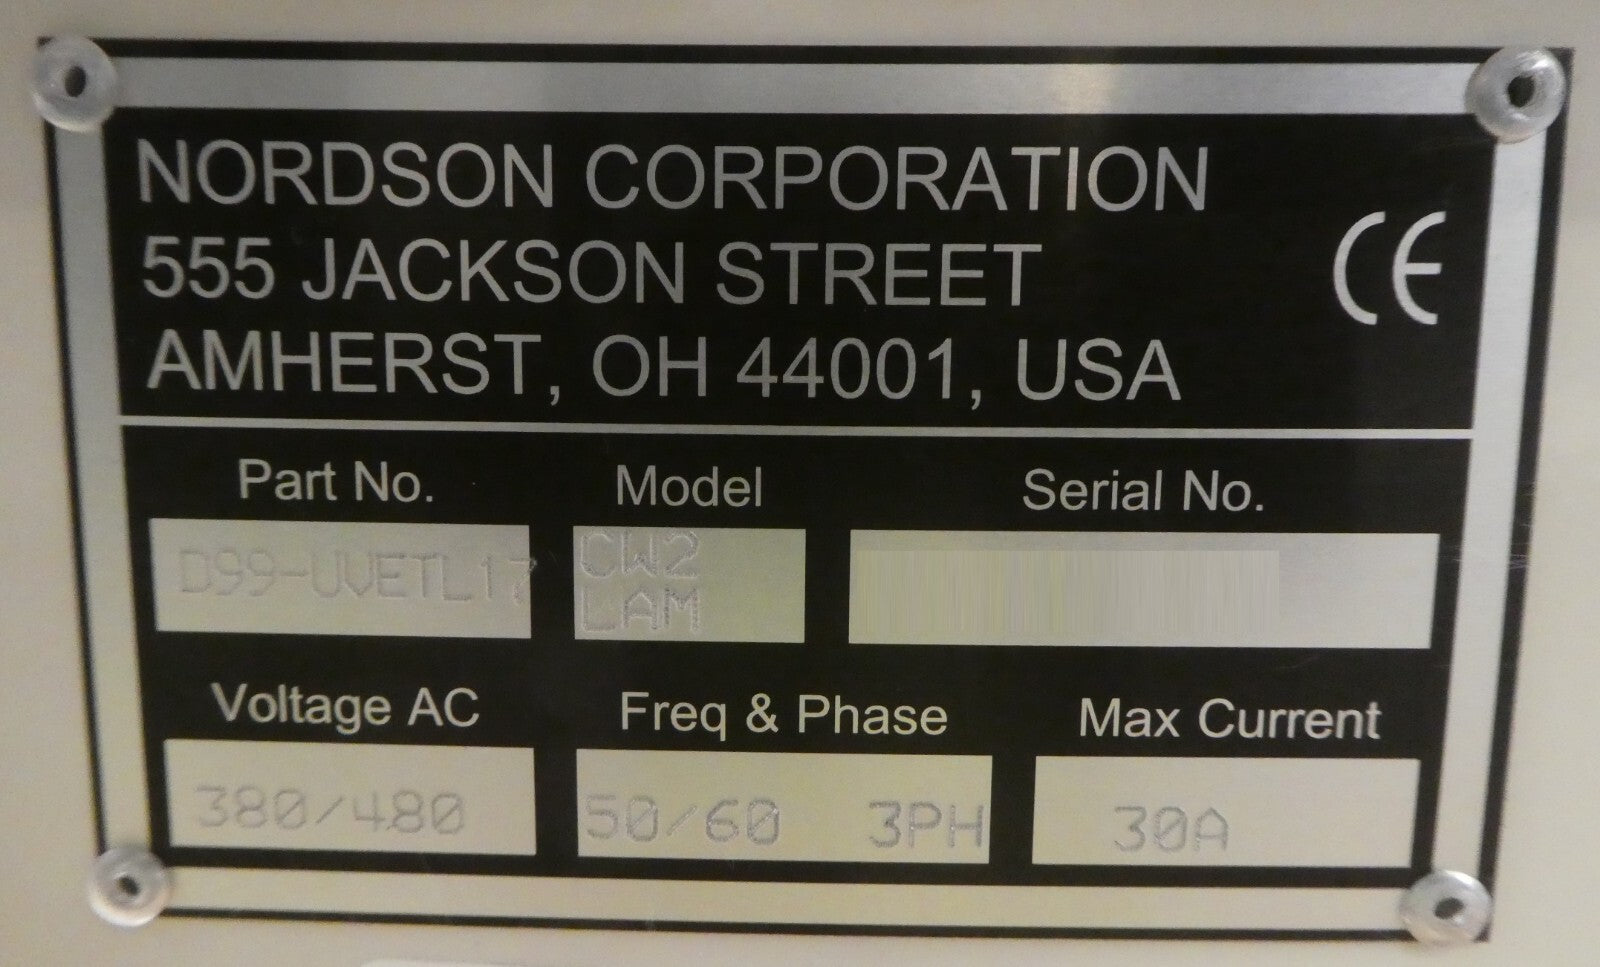 NORDSON CORPORATION
555 JACKSON STREET
AMHERST, OH 44001, USA
CE
Part No. Model Serial No.
D99-UVETL17 CW2
LAM
Voltage AC Freq & Phase Max Current
380/480 50/60 3PH 30A